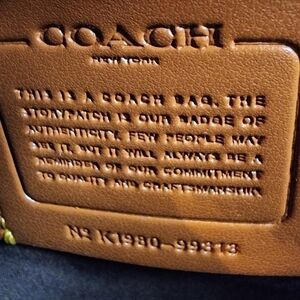 COACH
NEW YORK
THIS IS A COACH BAG. THE
STORYPATCH IS OUR BADGE OF
AUTHENTICITY. FEW PEOPLE MAY
SEE IT, BUT IT WILL ALWAYS BE A
REMINDER OF OUR COMMITMENT
TO QUALITY AND CRAFTSMANSHIP.
Nº K1980-99313